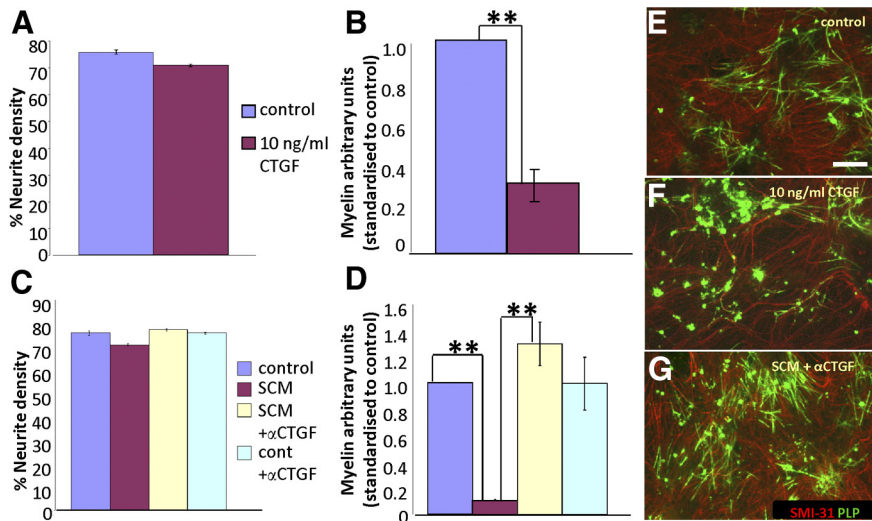 A
% Neurite density
80
70
60
50
40
30
20
10
0
control
10 ng/ml
CTGF
B
**
Myelin arbitrary units
(standardised to control)
1.0
0.8
0.6
0.4
0.2
0
C
% Neurite density
90
80
70
60
50
40
30
20
10
0
control
SCM
SCM
+αCTGF
cont
+αCTGF
D
**
**
Myelin arbitrary units
(standardised to control)
1.6
1.4
1.2
1.0
0.8
0.6
0.4
0.2
0
E
control
F
10 ng/ml CTGF
G
SCM + αCTGF
SMI-31 PLP